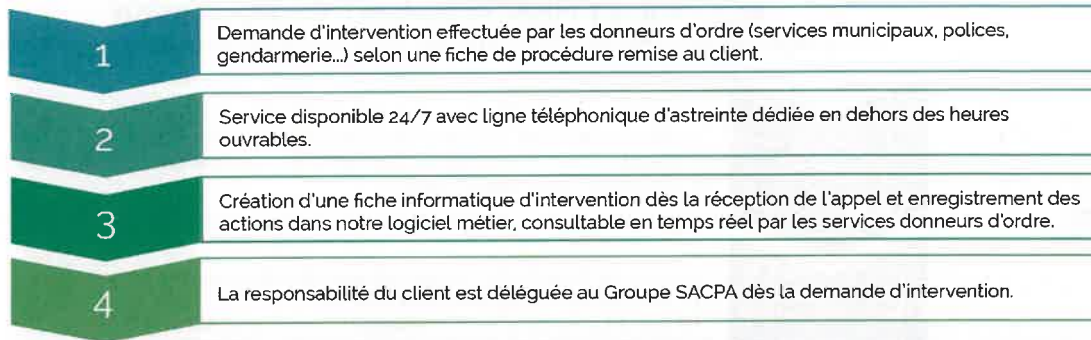 1
Demande d'intervention effectuée par les donneurs d'ordre (services municipaux, polices,
gendarmerie...) selon une fiche de procédure remise au client.
2
Service disponible 24/7 avec ligne téléphonique d'astreinte dédiée en dehors des heures
ouvrables.
3
Création d'une fiche informatique d'intervention dès la réception de l'appel et enregistrement des
actions dans notre logiciel métier, consultable en temps réel par les services donneurs d'ordre.
4
La responsabilité du client est déléguée au Groupe SACPA dès la demande d'intervention.